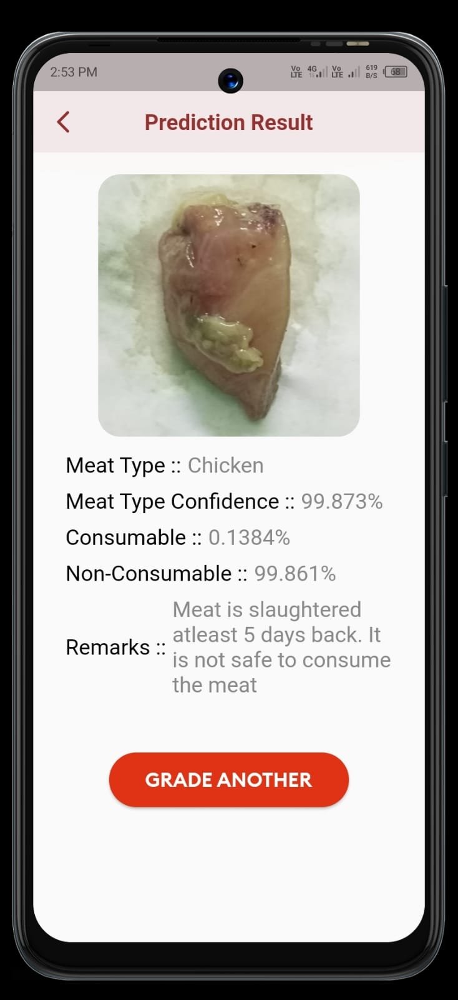 2:53 PM
Vo LTE 4G Vo LTE 619 B/S 68
Prediction Result
Meat Type :: Chicken
Meat Type Confidence :: 99.873%
Consumable :: 0.1384%
Non-Consumable :: 99.861%
Remarks :: Meat is slaughtered
atleast 5 days back. It
is not safe to consume
the meat
GRADE ANOTHER